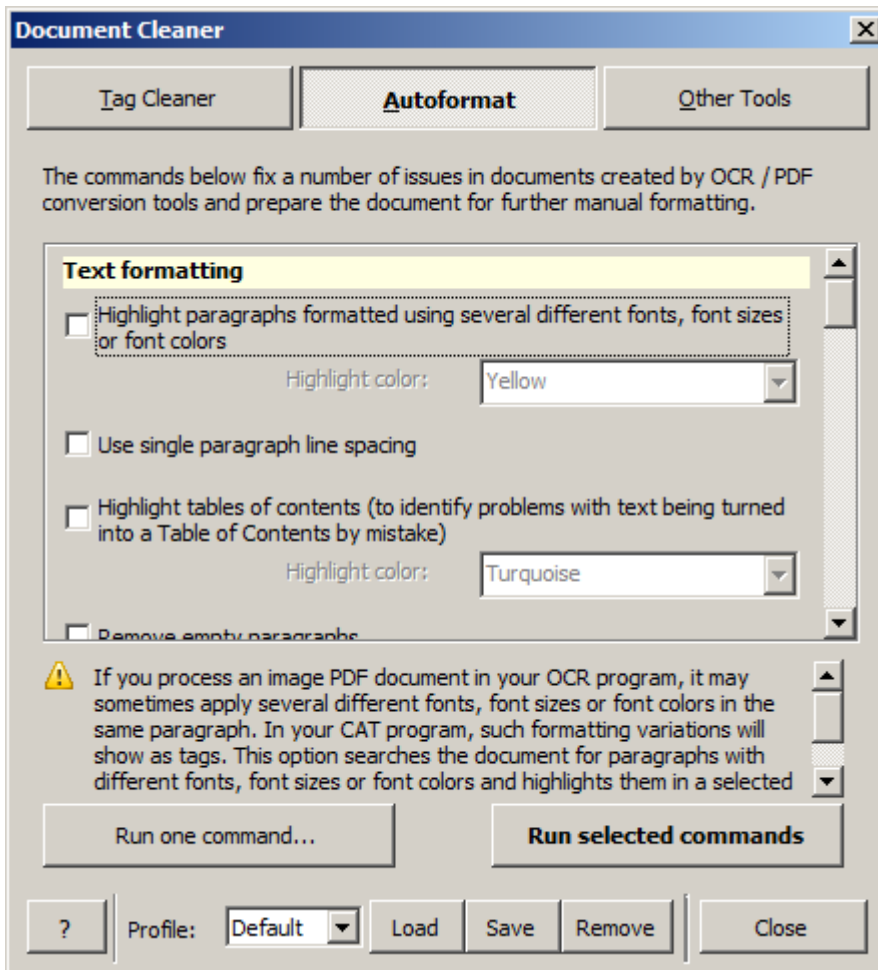 Document Cleaner
Tag Cleaner
Autoformat
Other Tools
The commands below fix a number of issues in documents created by OCR / PDF
conversion tools and prepare the document for further manual formatting.
Text formatting
Highlight paragraphs formatted using several different fonts, font sizes
or font colors
Highlight color:
Yellow
Use single paragraph line spacing
Highlight tables of contents (to identify problems with text being turned
into a Table of Contents by mistake)
Highlight color:
Turquoise
Remove empty paragraphs
If you process an image PDF document in your OCR program, it may
sometimes apply several different fonts, font sizes or font colors in the
same paragraph. In your CAT program, such formatting variations will
show as tags. This option searches the document for paragraphs with
different fonts, font sizes or font colors and highlights them in a selected
Run one command...
Run selected commands
?
Profile:
Default
Load
Save
Remove
Close